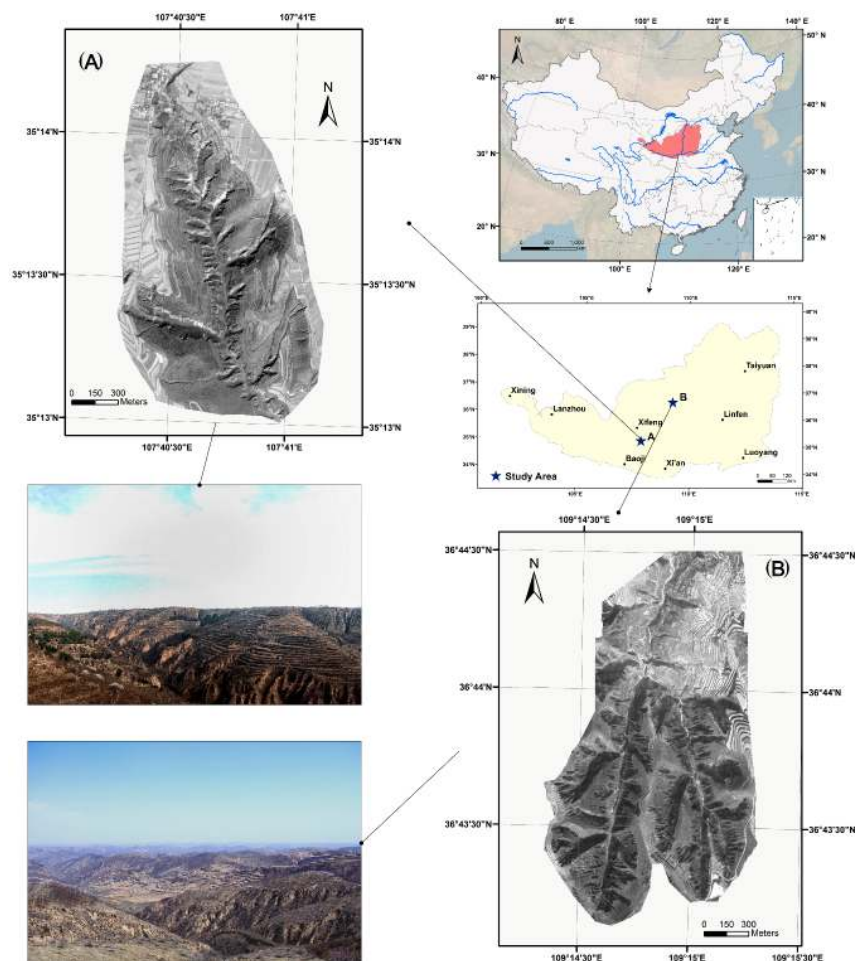 107°40'30"E 107°41'E
(A)
N
35°14'N
35°14'N
35°13'30"N
35°13'30"N
0 150 300
Meters
35°13'N
35°13'N
107°40'30"E 107°41'E
80° E 100° E 120° E 140° E
N
50° N
40° N
40° N
30° N
30° N
20° N
20° N
100° E 120° E
Taiyuan
Xining
Lanzhou
Xifeng
B
Linfen
A
Baoji
Xi'an
Luoyang
Study Area
109°14'30"E 109°15'E
36°44'30"N
36°44'30"N
N
(B)
36°44'N
36°44'N
36°43'30"N
36°43'30"N
0 150 300
Meters
109°14'30"E 109°15'E 109°15'30"E